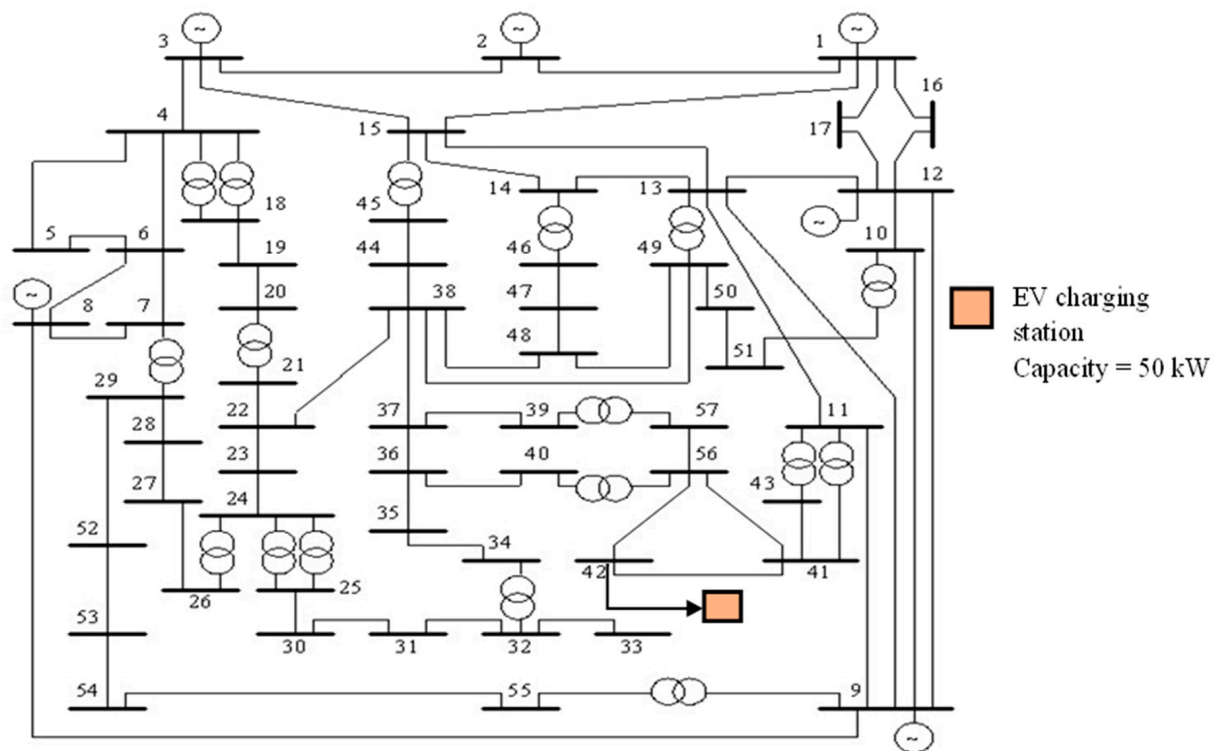 ~ ~ ~
3 2 1
16
4 15 17
14 13 12
18 45 ~
5 6 19 44 46 49 10
~ 20 38 47 50
8 7 48 51
EV charging
station
Capacity = 50 kW
29 21
28 22 37 39 57 11
23 36 40 56
27 24 43
35 34
42 41
52 26 25
53 30 31 32 33
54 55 9
~